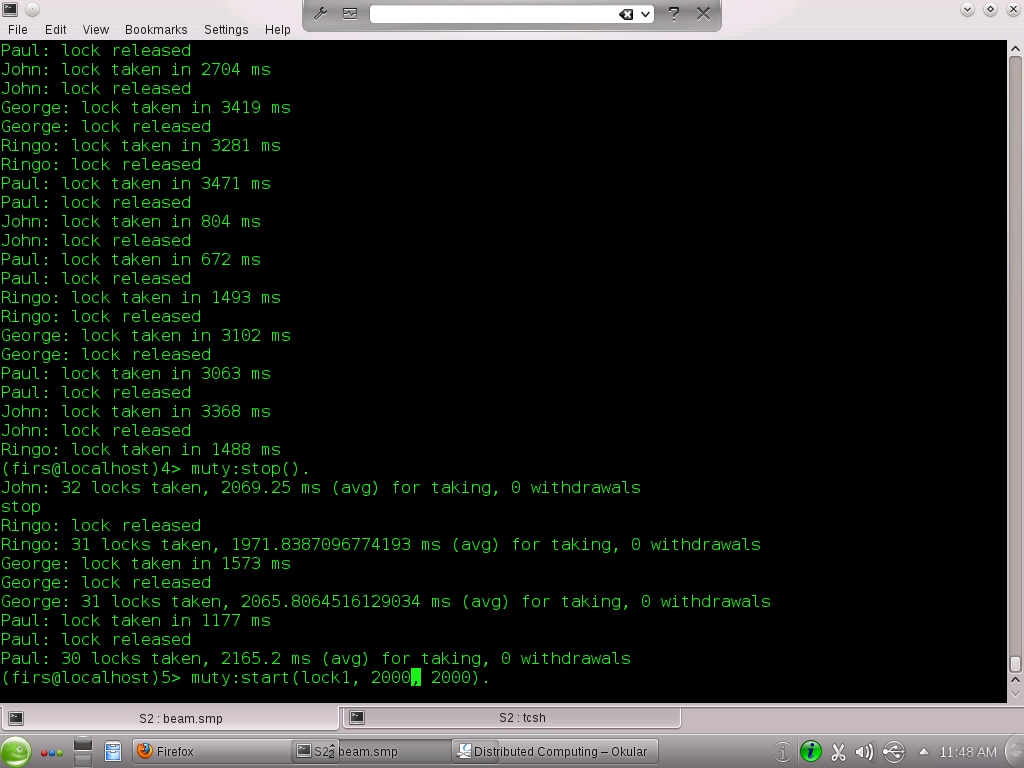 File Edit View Bookmarks Settings Help
Paul: lock released
John: lock taken in 2704 ms
John: lock released
George: lock taken in 3419 ms
George: lock released
Ringo: lock taken in 3281 ms
Ringo: lock released
Paul: lock taken in 3471 ms
Paul: lock released
John: lock taken in 804 ms
John: lock released
Paul: lock taken in 672 ms
Paul: lock released
Ringo: lock taken in 1493 ms
Ringo: lock released
George: lock taken in 3102 ms
George: lock released
Paul: lock taken in 3063 ms
Paul: lock released
John: lock taken in 3368 ms
John: lock released
Ringo: lock taken in 1488 ms
(firs@localhost)4> muty:stop().
John: 32 locks taken, 2069.25 ms (avg) for taking, 0 withdrawals
stop
Ringo: lock released
Ringo: 31 locks taken, 1971.8387096774193 ms (avg) for taking, 0 withdrawals
George: lock taken in 1573 ms
George: lock released
George: 31 locks taken, 2065.8064516129034 ms (avg) for taking, 0 withdrawals
Paul: lock taken in 1177 ms
Paul: lock released
Paul: 30 locks taken, 2165.2 ms (avg) for taking, 0 withdrawals
(firs@localhost)5> muty:start(lock1, 2000, 2000).
S2 : beam.smp S2 : tcsh
Firefox S2 : beam.smp Distributed Computing – Okular 11:48 AM